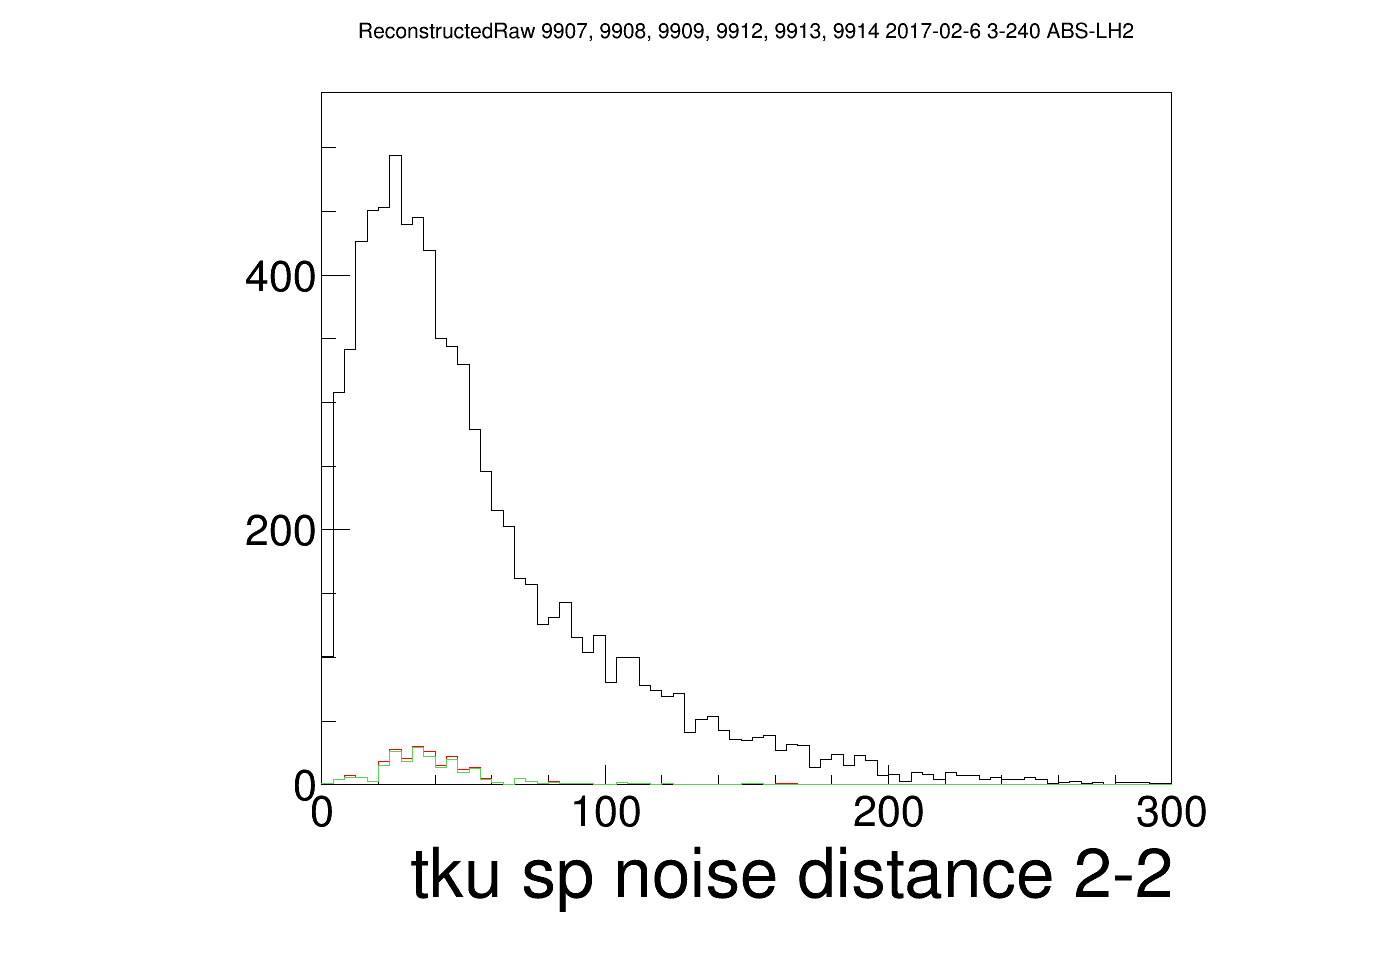 ReconstructedRaw 9907, 9908, 9909, 9912, 9913, 9914 2017-02-6 3-240 ABS-LH2
400
200
0
0 100 200 300
tku sp noise distance 2-2